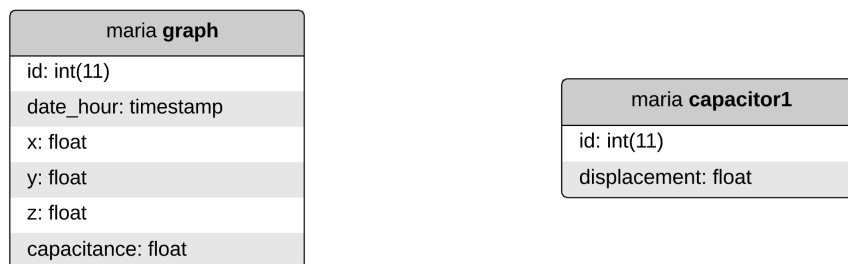 maria graph
id: int(11)
date_hour: timestamp
x: float
y: float
z: float
capacitance: float
maria capacitor1
id: int(11)
displacement: float